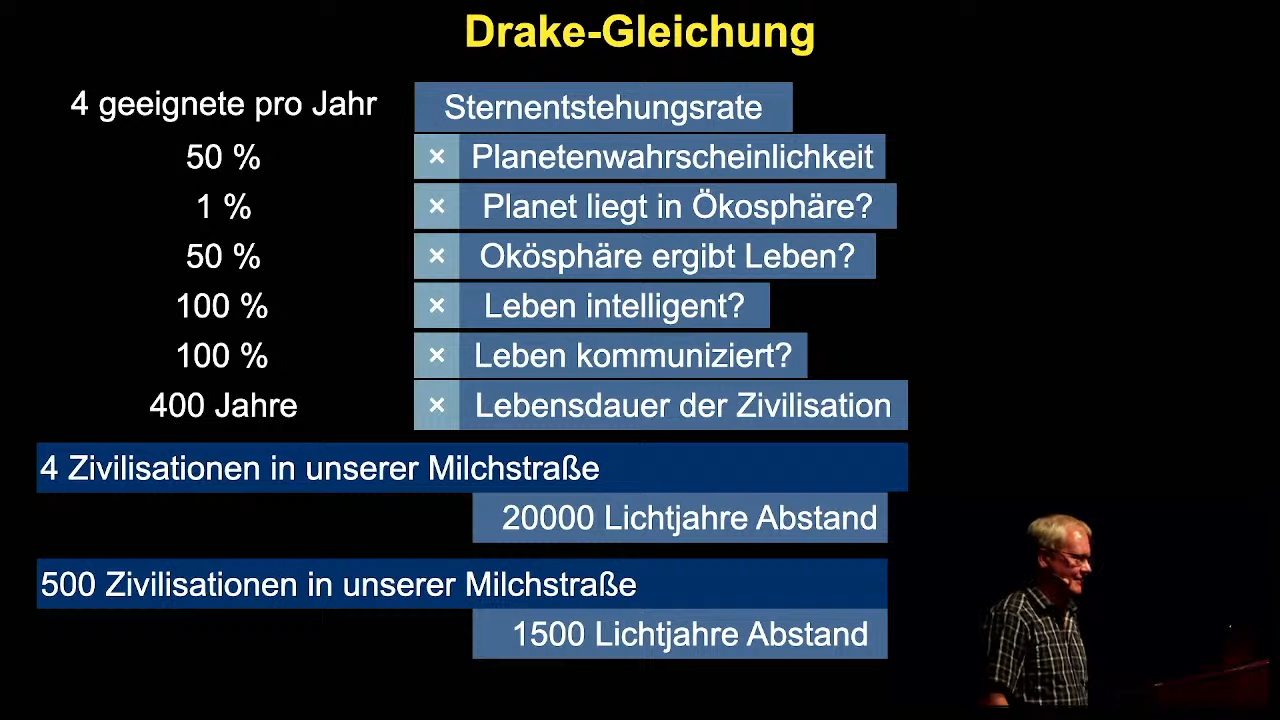 Drake-Gleichung
4 geeignete pro Jahr Sternentstehungsrate
50 % × Planetenwahrscheinlichkeit
1 % × Planet liegt in Ökosphäre?
50 % × Okösphäre ergibt Leben?
100 % × Leben intelligent?
100 % × Leben kommuniziert?
400 Jahre × Lebensdauer der Zivilisation
4 Zivilisationen in unserer Milchstraße
20000 Lichtjahre Abstand
500 Zivilisationen in unserer Milchstraße
1500 Lichtjahre Abstand